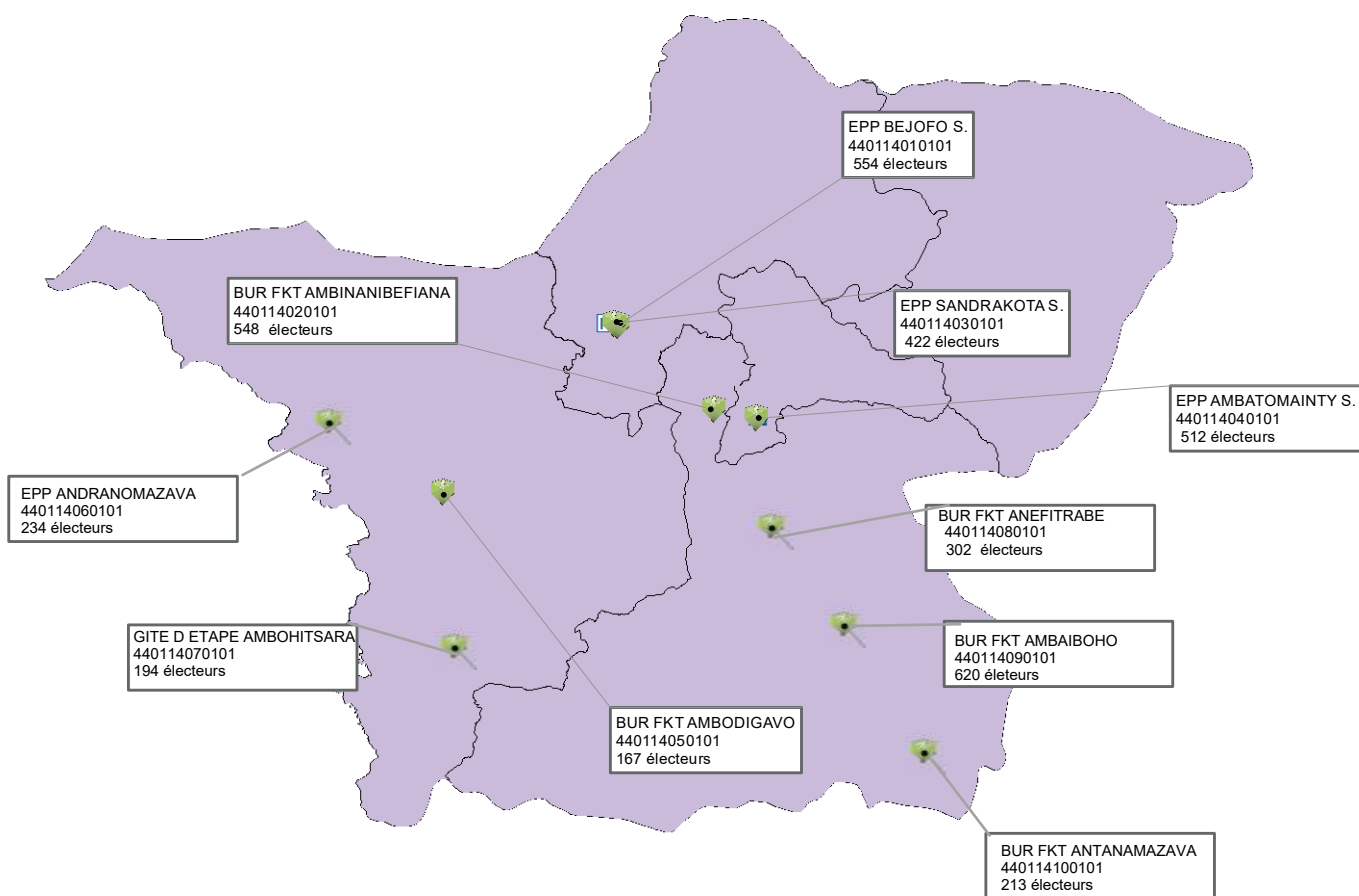 EPP BEJOFO S.
440114010101
554 électeurs
BUR FKT AMBINANIBEFIANA
440114020101
548 électeurs
EPP SANDRAKOTA S.
440114030101
422 électeurs
EPP AMBATOMAINTY S.
440114040101
512 électeurs
EPP ANDRANOMAZAVA
440114060101
234 électeurs
BUR FKT ANEFITRABE
440114080101
302 électeurs
GITE D ETAPE AMBOHITSARA
440114070101
194 électeurs
BUR FKT AMBAIBOHO
440114090101
620 életeurs
BUR FKT AMBODIGAVO
440114050101
167 électeurs
BUR FKT ANTANAMAZAVA
440114100101
213 électeurs